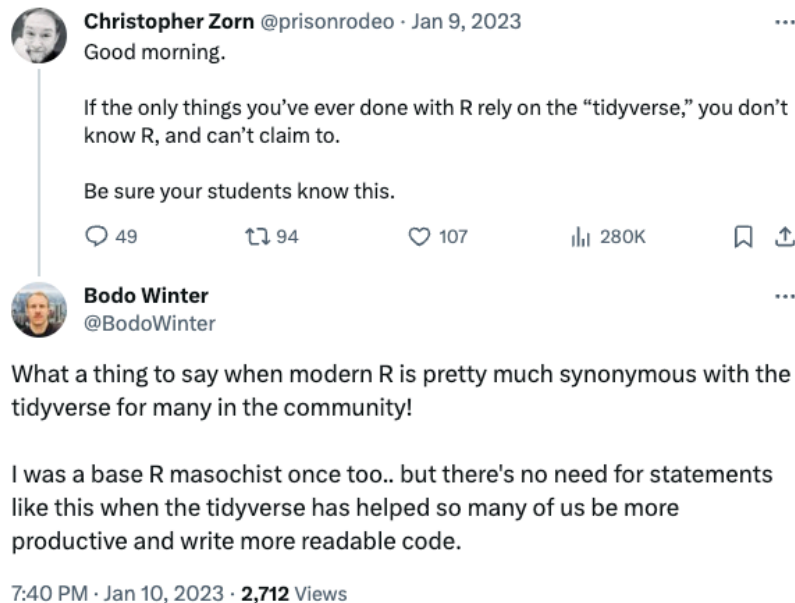 Christopher Zorn @prisonrodeo · Jan 9, 2023
Good morning.
If the only things you’ve ever done with R rely on the “tidyverse,” you don’t
know R, and can’t claim to.
Be sure your students know this.
49 94 107 280K
Bodo Winter
@BodoWinter
What a thing to say when modern R is pretty much synonymous with the
tidyverse for many in the community!
I was a base R masochist once too.. but there's no need for statements
like this when the tidyverse has helped so many of us be more
productive and write more readable code.
7:40 PM · Jan 10, 2023 · 2,712 Views